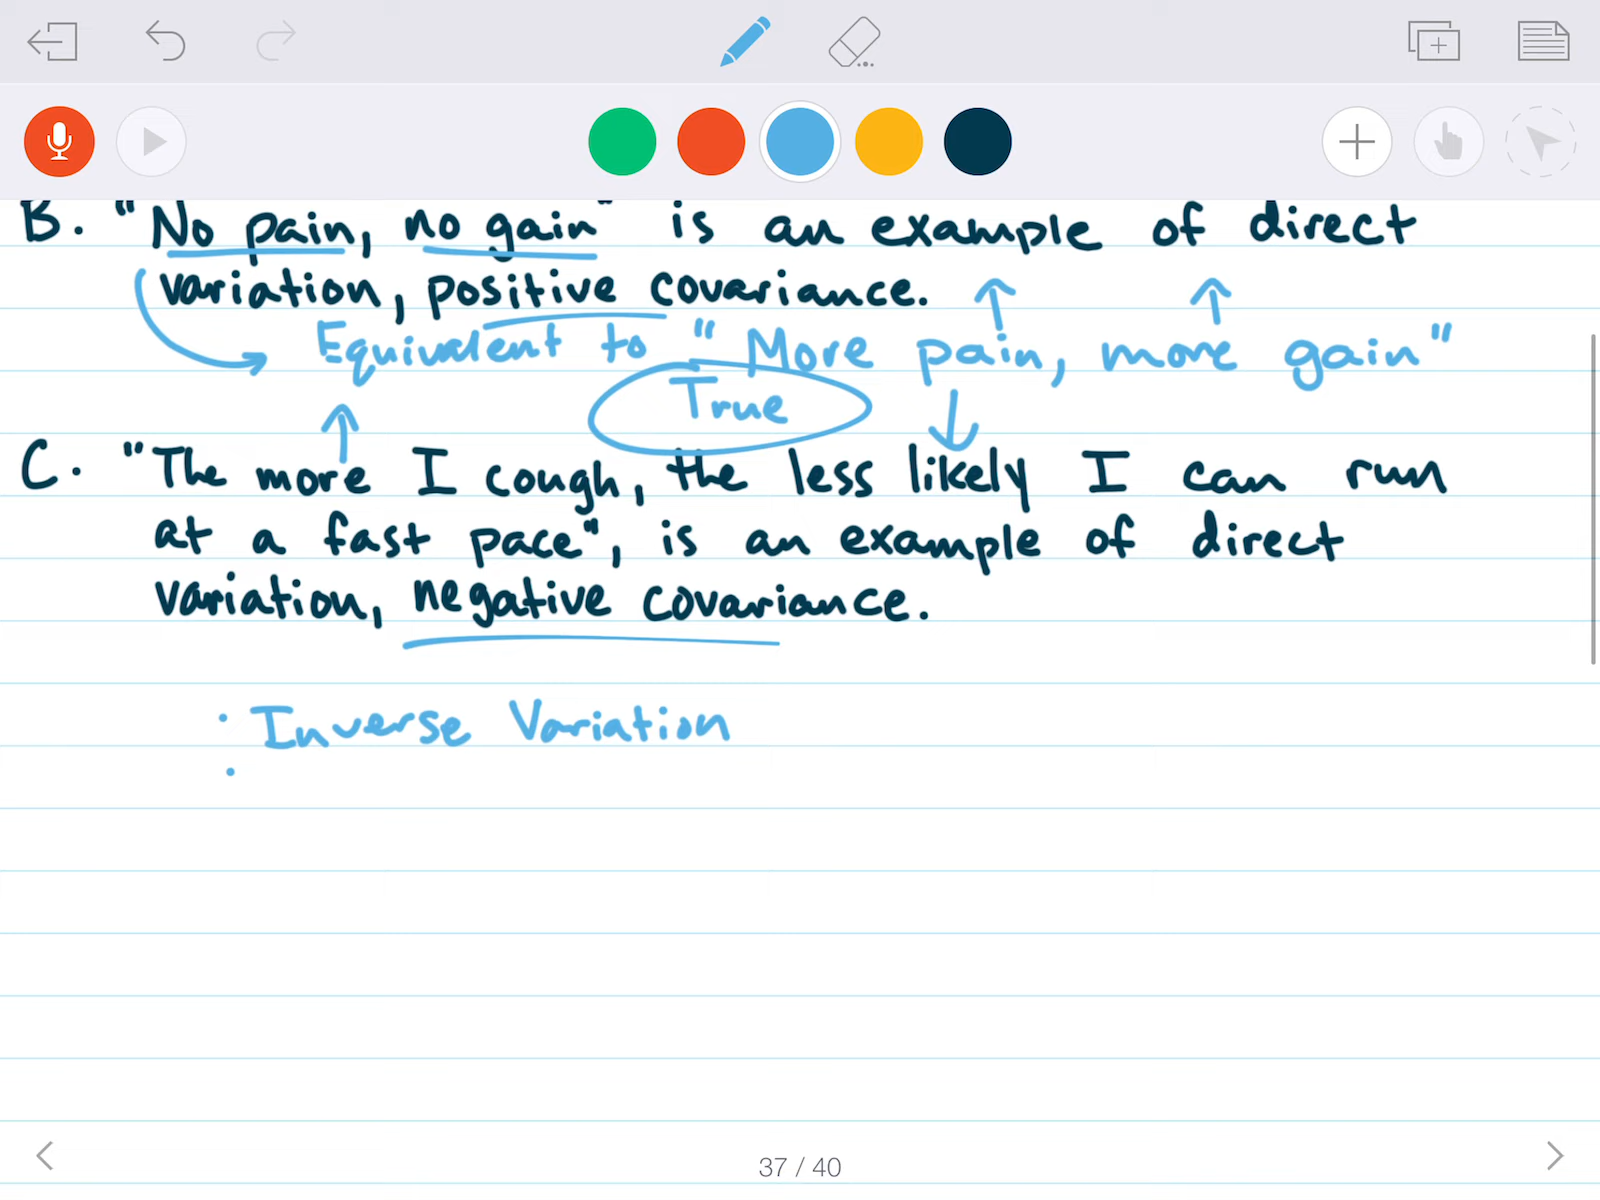 B. "No pain, no gain" is an example of direct
variation, positive covariance.
Equivalent to "More pain, more gain"
True
C. "The more I cough, the less likely I can run
at a fast pace", is an example of direct
variation, negative covariance.
Inverse Variation
37 / 40